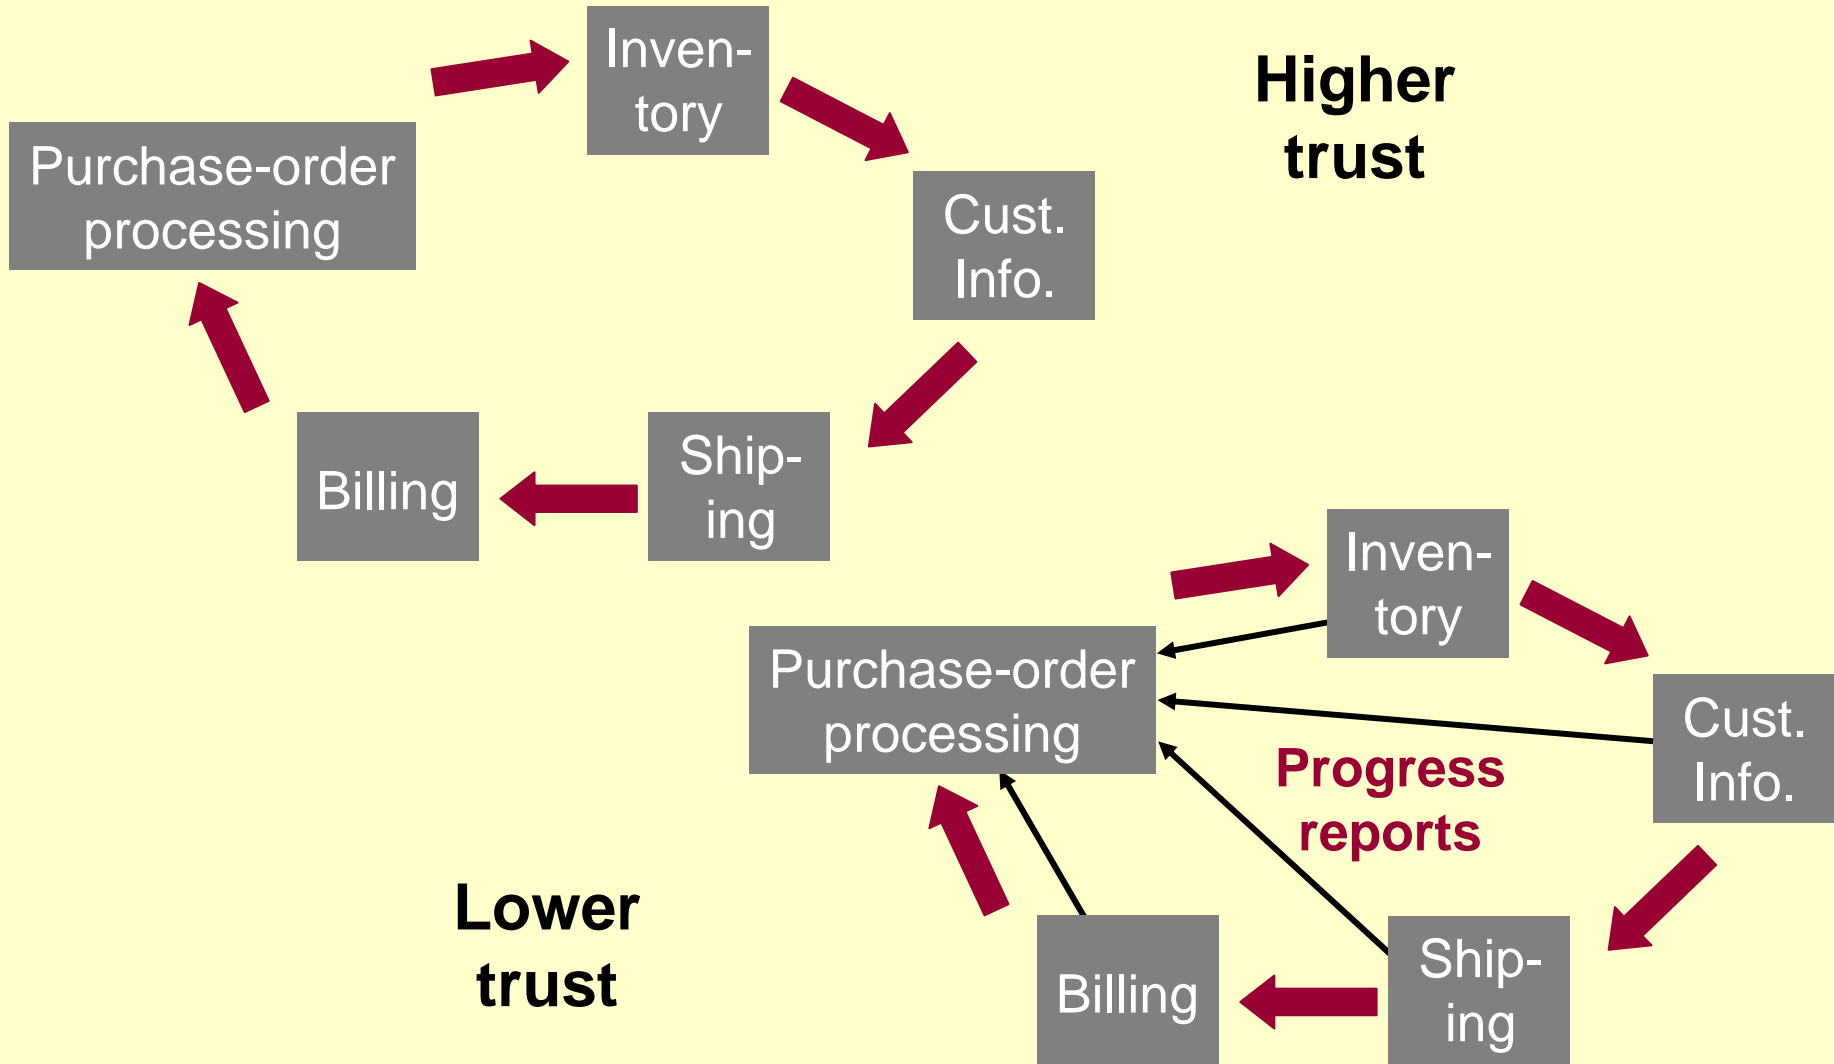 Inven-
tory
Higher
trust
Purchase-order
processing
Cust.
Info.
Billing
Ship-
ing
Inven-
tory
Purchase-order
processing
Cust.
Info.
Progress
reports
Lower
trust
Billing
Ship-
ing